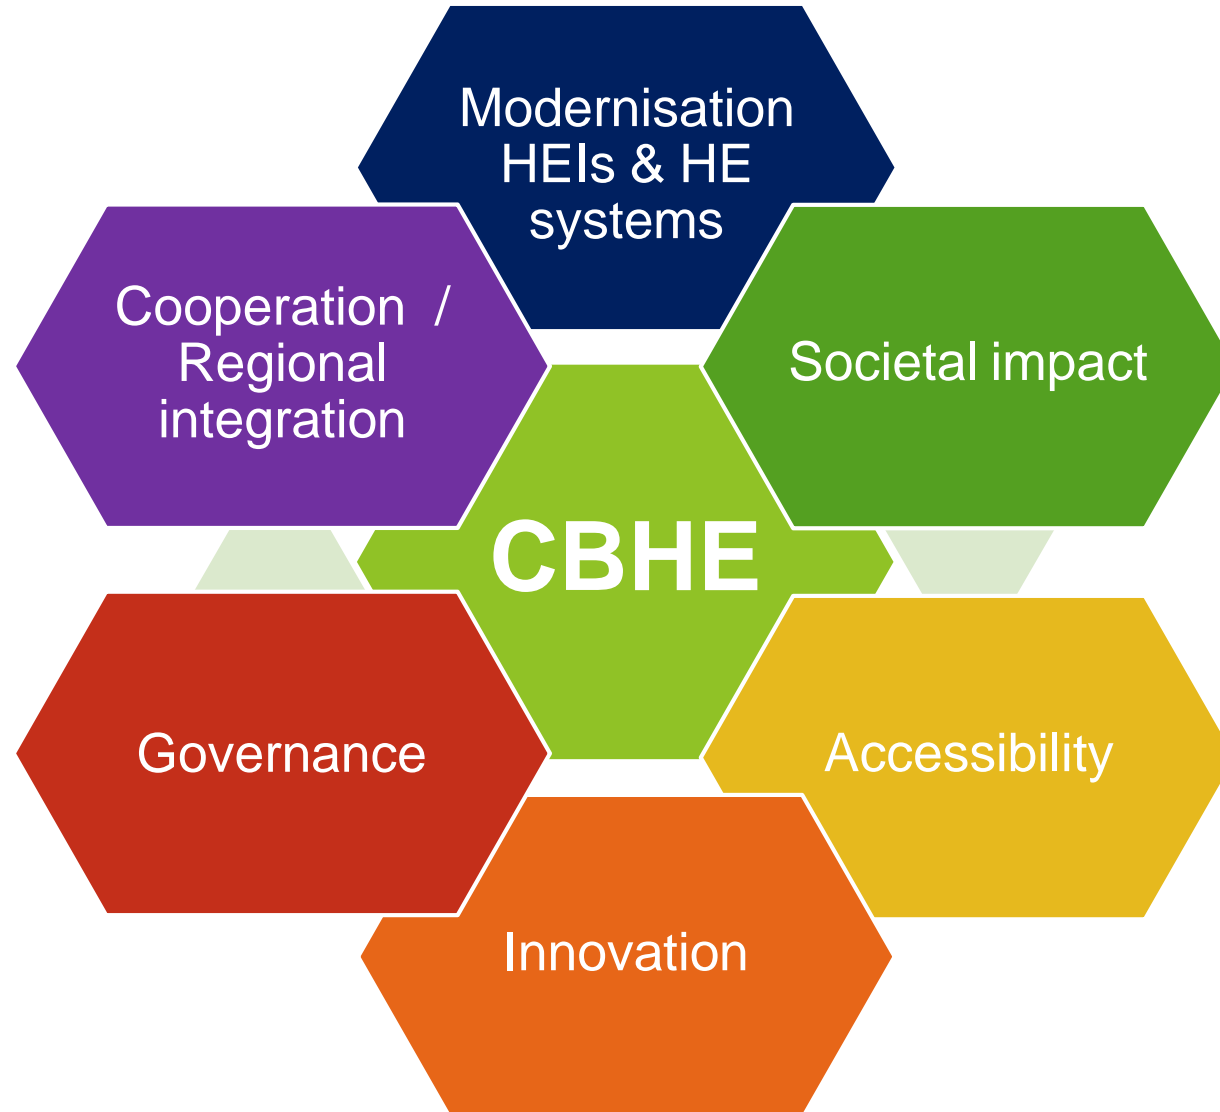 Modernisation
HEIs & HE
systems
Cooperation /
Regional
integration
Societal impact
CBHE
Governance
Accessibility
Innovation